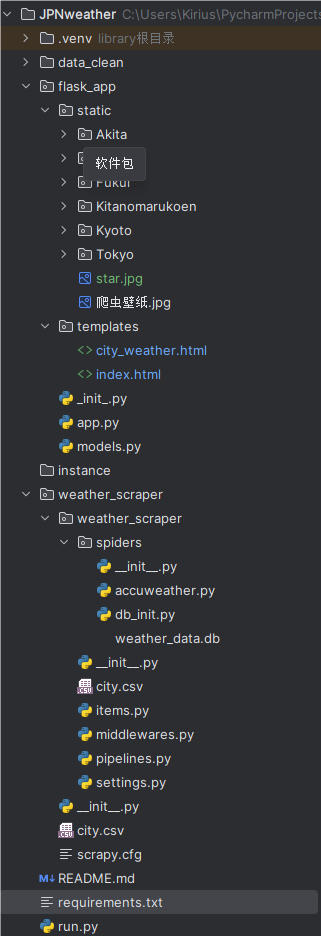 JPNweather C:\Users\Kirius\PycharmProjects
.venv library根目录
data_clean
flask_app
static
Akita
软件包
Fukui
Kitanomarukoen
Kyoto
Tokyo
star.jpg
爬虫壁纸.jpg
templates
city_weather.html
index.html
_init_.py
app.py
models.py
instance
weather_scraper
weather_scraper
spiders
__init__.py
accuweather.py
db_init.py
weather_data.db
__init__.py
city.csv
items.py
middlewares.py
pipelines.py
settings.py
__init__.py
city.csv
scrapy.cfg
README.md
requirements.txt
run.py